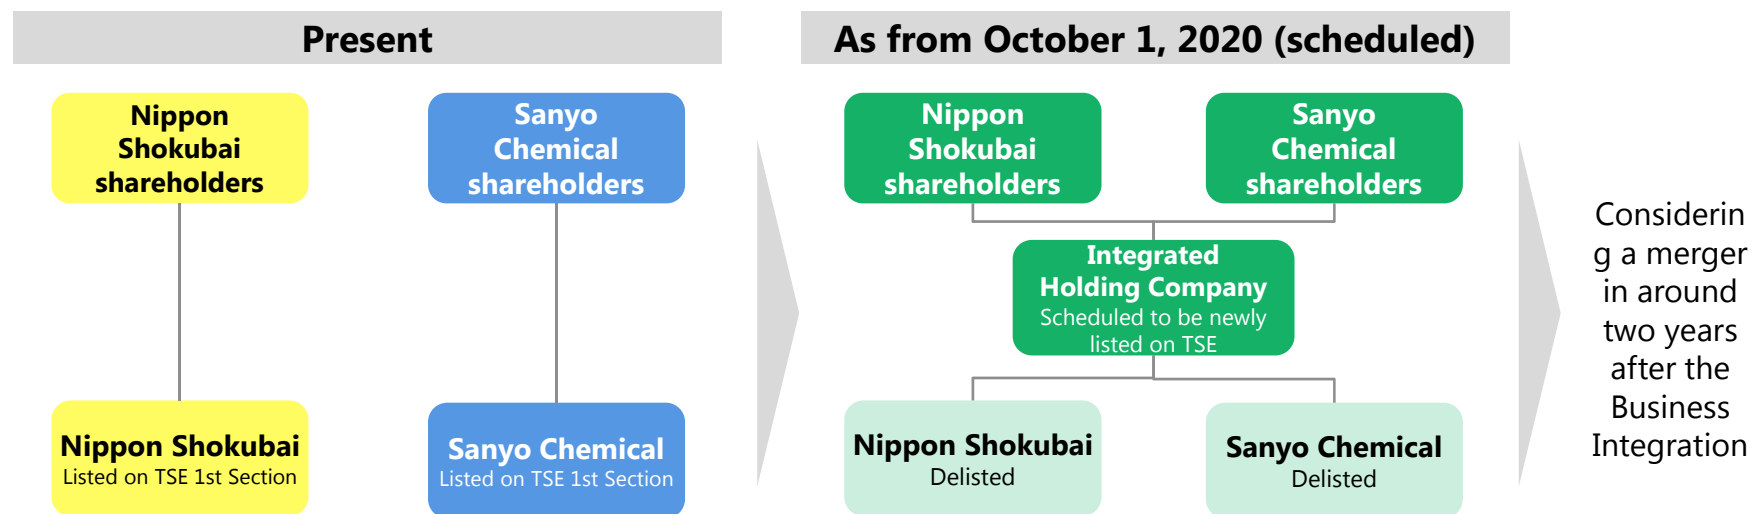 Present
As from October 1, 2020 (scheduled)
Nippon
Shokubai
shareholders
Sanyo
Chemical
shareholders
Nippon
Shokubai
shareholders
Sanyo
Chemical
shareholders
Integrated
Holding Company
Scheduled to be newly
listed on TSE
Nippon Shokubai
Listed on TSE 1st Section
Sanyo Chemical
Listed on TSE 1st Section
Nippon Shokubai
Delisted
Sanyo Chemical
Delisted
Considerin
g a merger
in around
two years
after the
Business
Integration